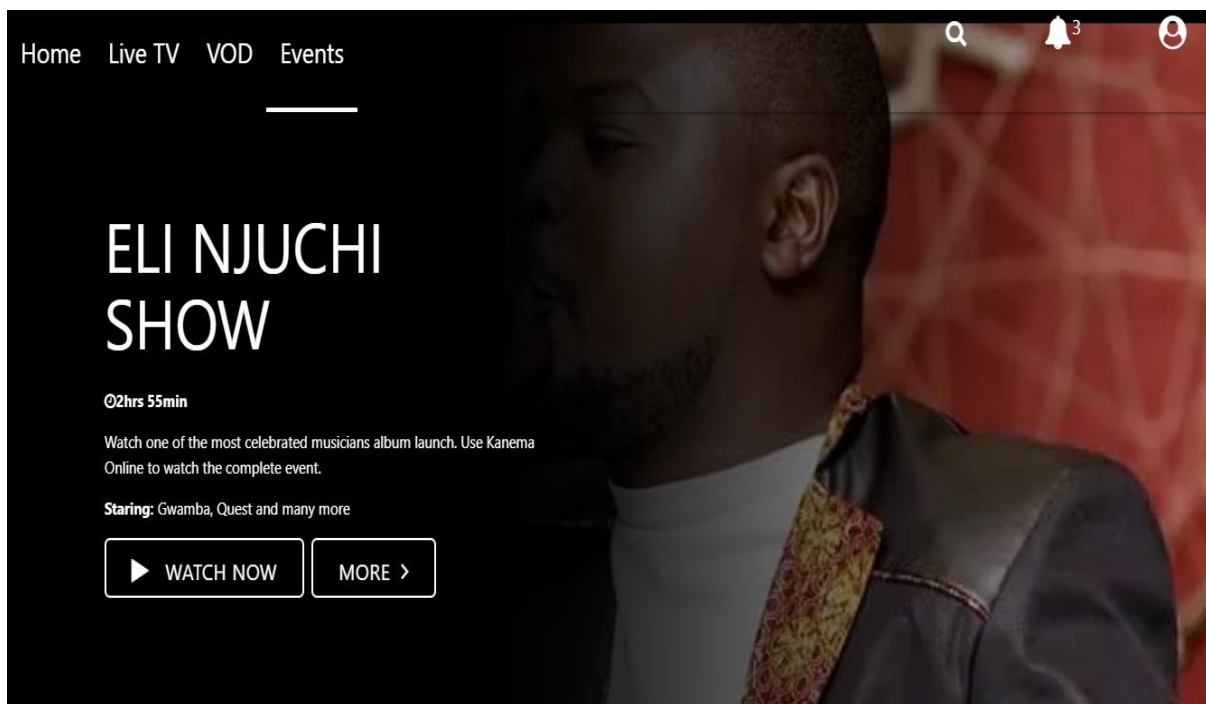 Home Live TV VOD Events 3
ELI NJUCHI
SHOW
2hrs 55min
Watch one of the most celebrated musicians album launch. Use Kanema
Online to watch the complete event.
Staring: Gwamba, Quest and many more
WATCH NOW MORE >